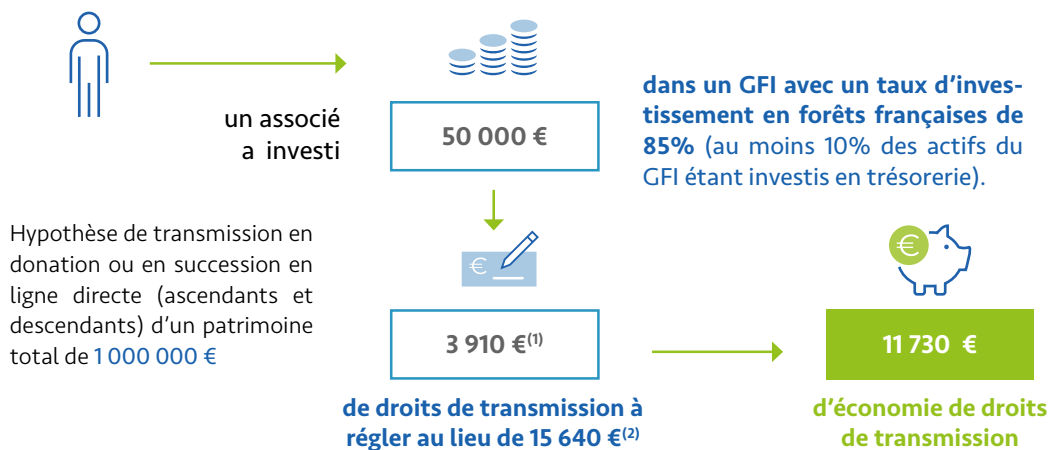 un associé
a investi
50 000 €
dans un GFI avec un taux d’inves-
tissement en forêts françaises de
85% (au moins 10% des actifs du
GFI étant investis en trésorerie).
Hypothèse de transmission en
donation ou en succession en
ligne directe (ascendants et
descendants) d’un patrimoine
total de 1 000 000 €
€
3 910 €(1)
de droits de transmission à
régler au lieu de 15 640 €(2)
€
11 730 €
d’économie de droits
de transmission